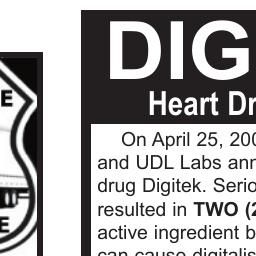 DIG
Heart Dr
On April 25, 200
and UDL Labs ann
drug Digitek. Serio
resulted in TWO (2
active ingredient b
can cause digitalis
E
E